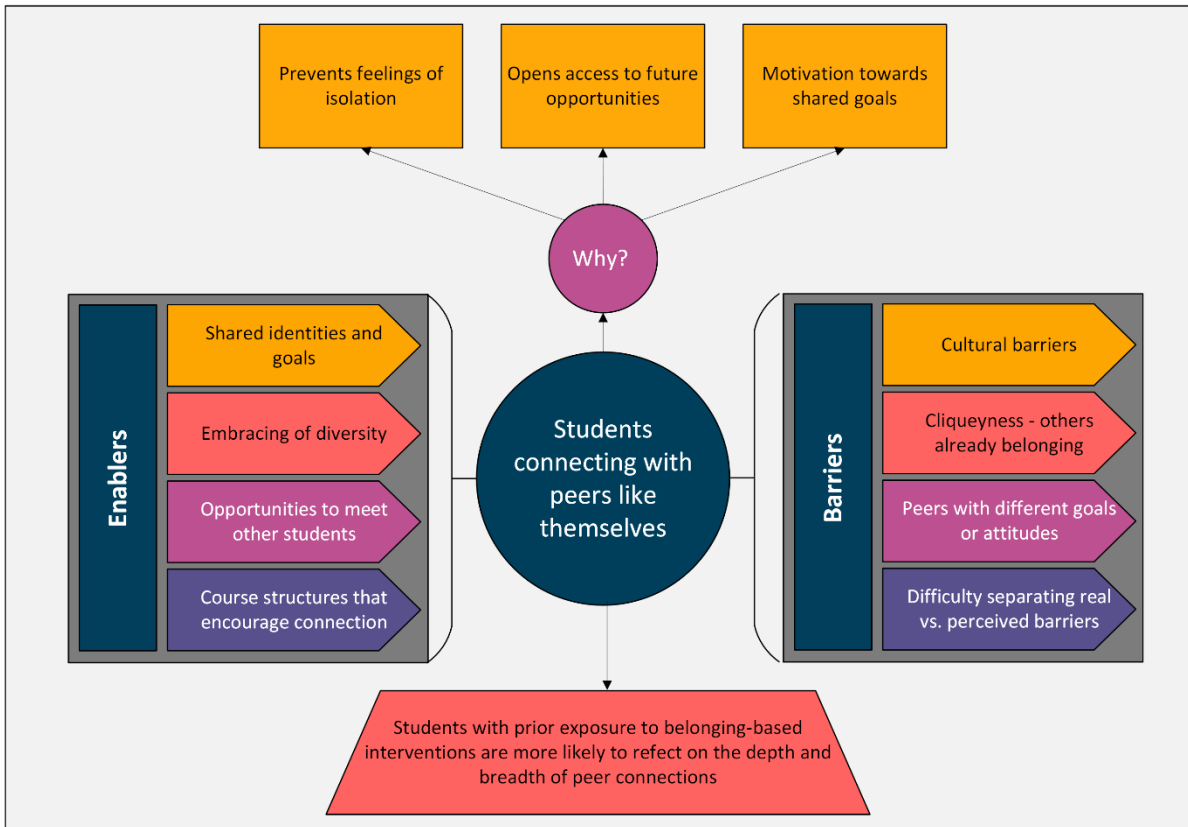 Prevents feelings of
isolation
Opens access to future
opportunities
Motivation towards
shared goals
Why?
Enablers
Shared identities and
goals
Embracing of diversity
Opportunities to meet
other students
Course structures that
encourage connection
Students
connecting with
peers like
themselves
Barriers
Cultural barriers
Cliqueyness - others
already belonging
Peers with different goals
or attitudes
Difficulty separating real
vs. perceived barriers
Students with prior exposure to belonging-based
interventions are more likely to refect on the depth and
breadth of peer connections